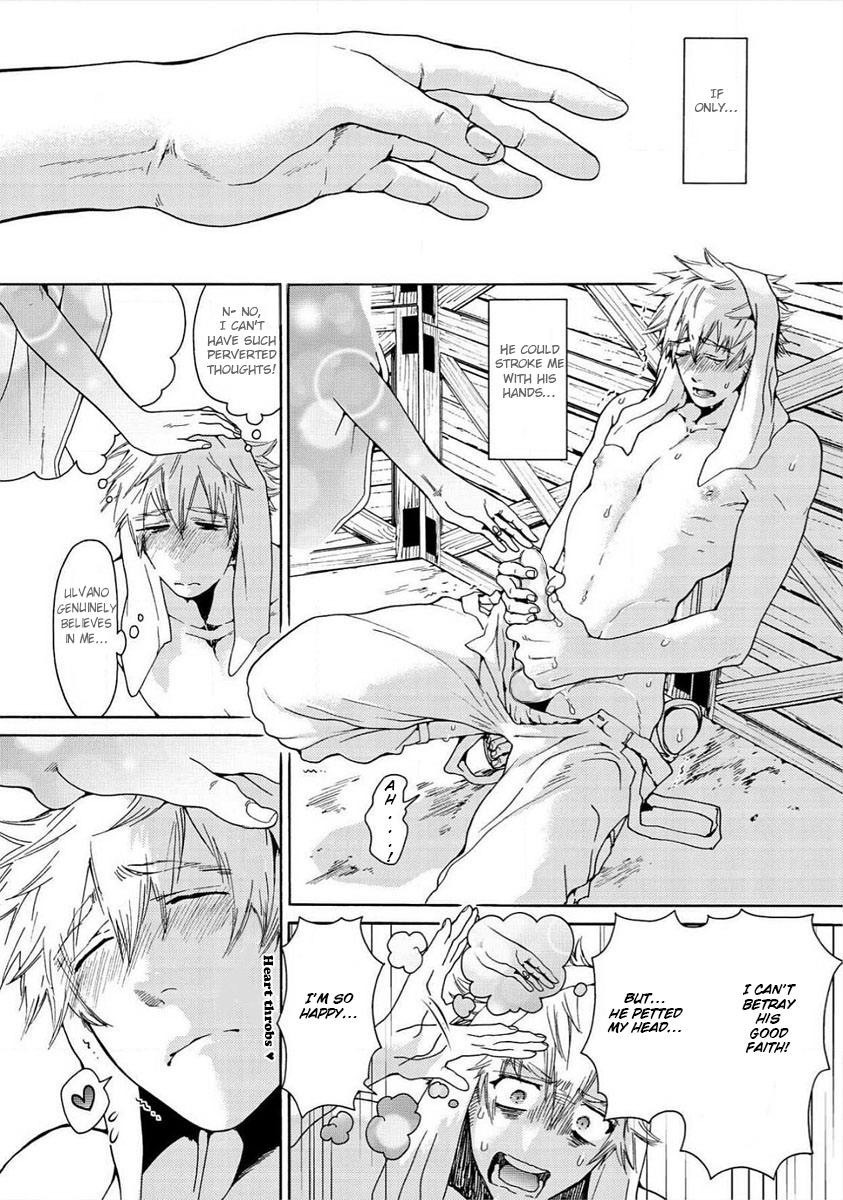 IF
ONLY...
HE COULD
STROKE ME
WITH HIS
HANDS...
N- NO,
I CAN'T
HAVE SUCH
PERVERTED
THOUGHTS!
ULVANO
GENUINELY
BELIEVES
IN ME...
AH....!
I CAN'T
BETRAY
HIS
GOOD
FAITH!
BUT...
HE PETTED
MY HEAD...
I'M SO
HAPPY...
Heart throbs ♥